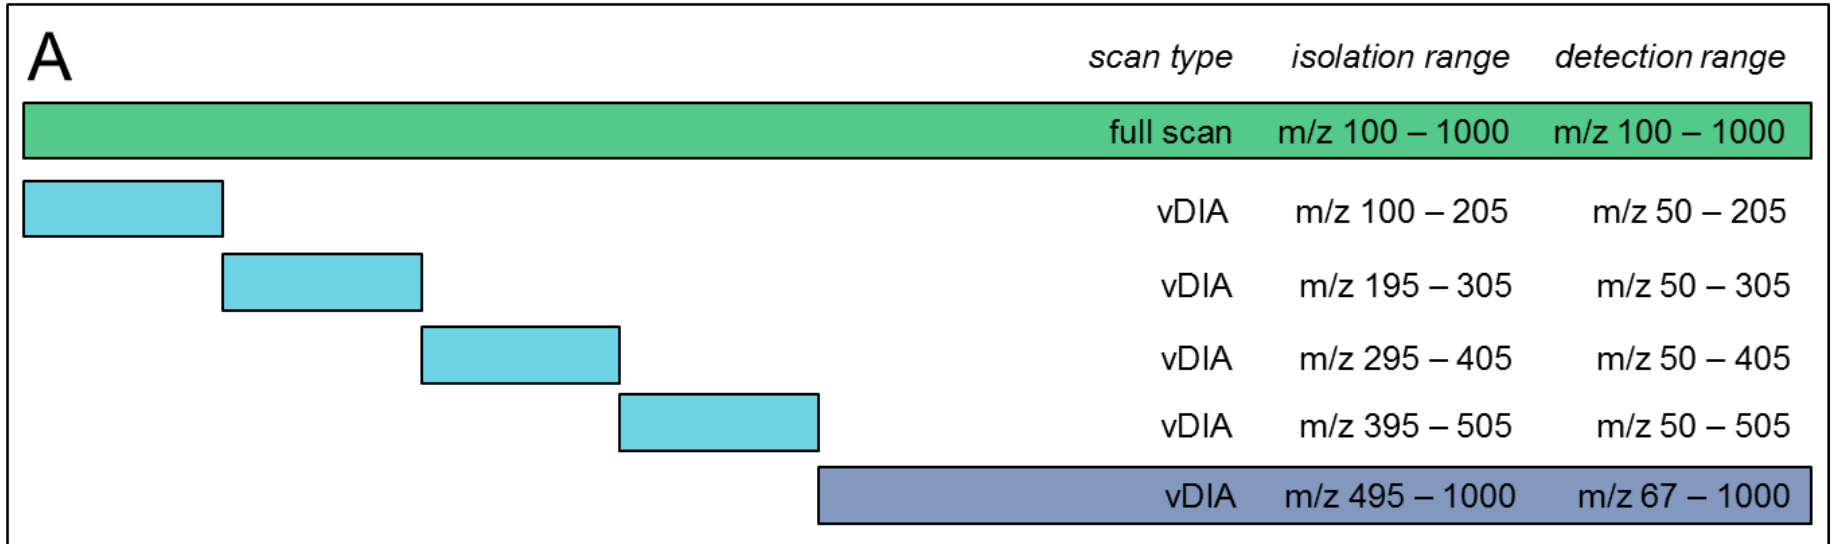 A
scan type isolation range detection range
full scan m/z 100 – 1000 m/z 100 – 1000
vDIA m/z 100 – 205 m/z 50 – 205
vDIA m/z 195 – 305 m/z 50 – 305
vDIA m/z 295 – 405 m/z 50 – 405
vDIA m/z 395 – 505 m/z 50 – 505
vDIA m/z 495 – 1000 m/z 67 – 1000